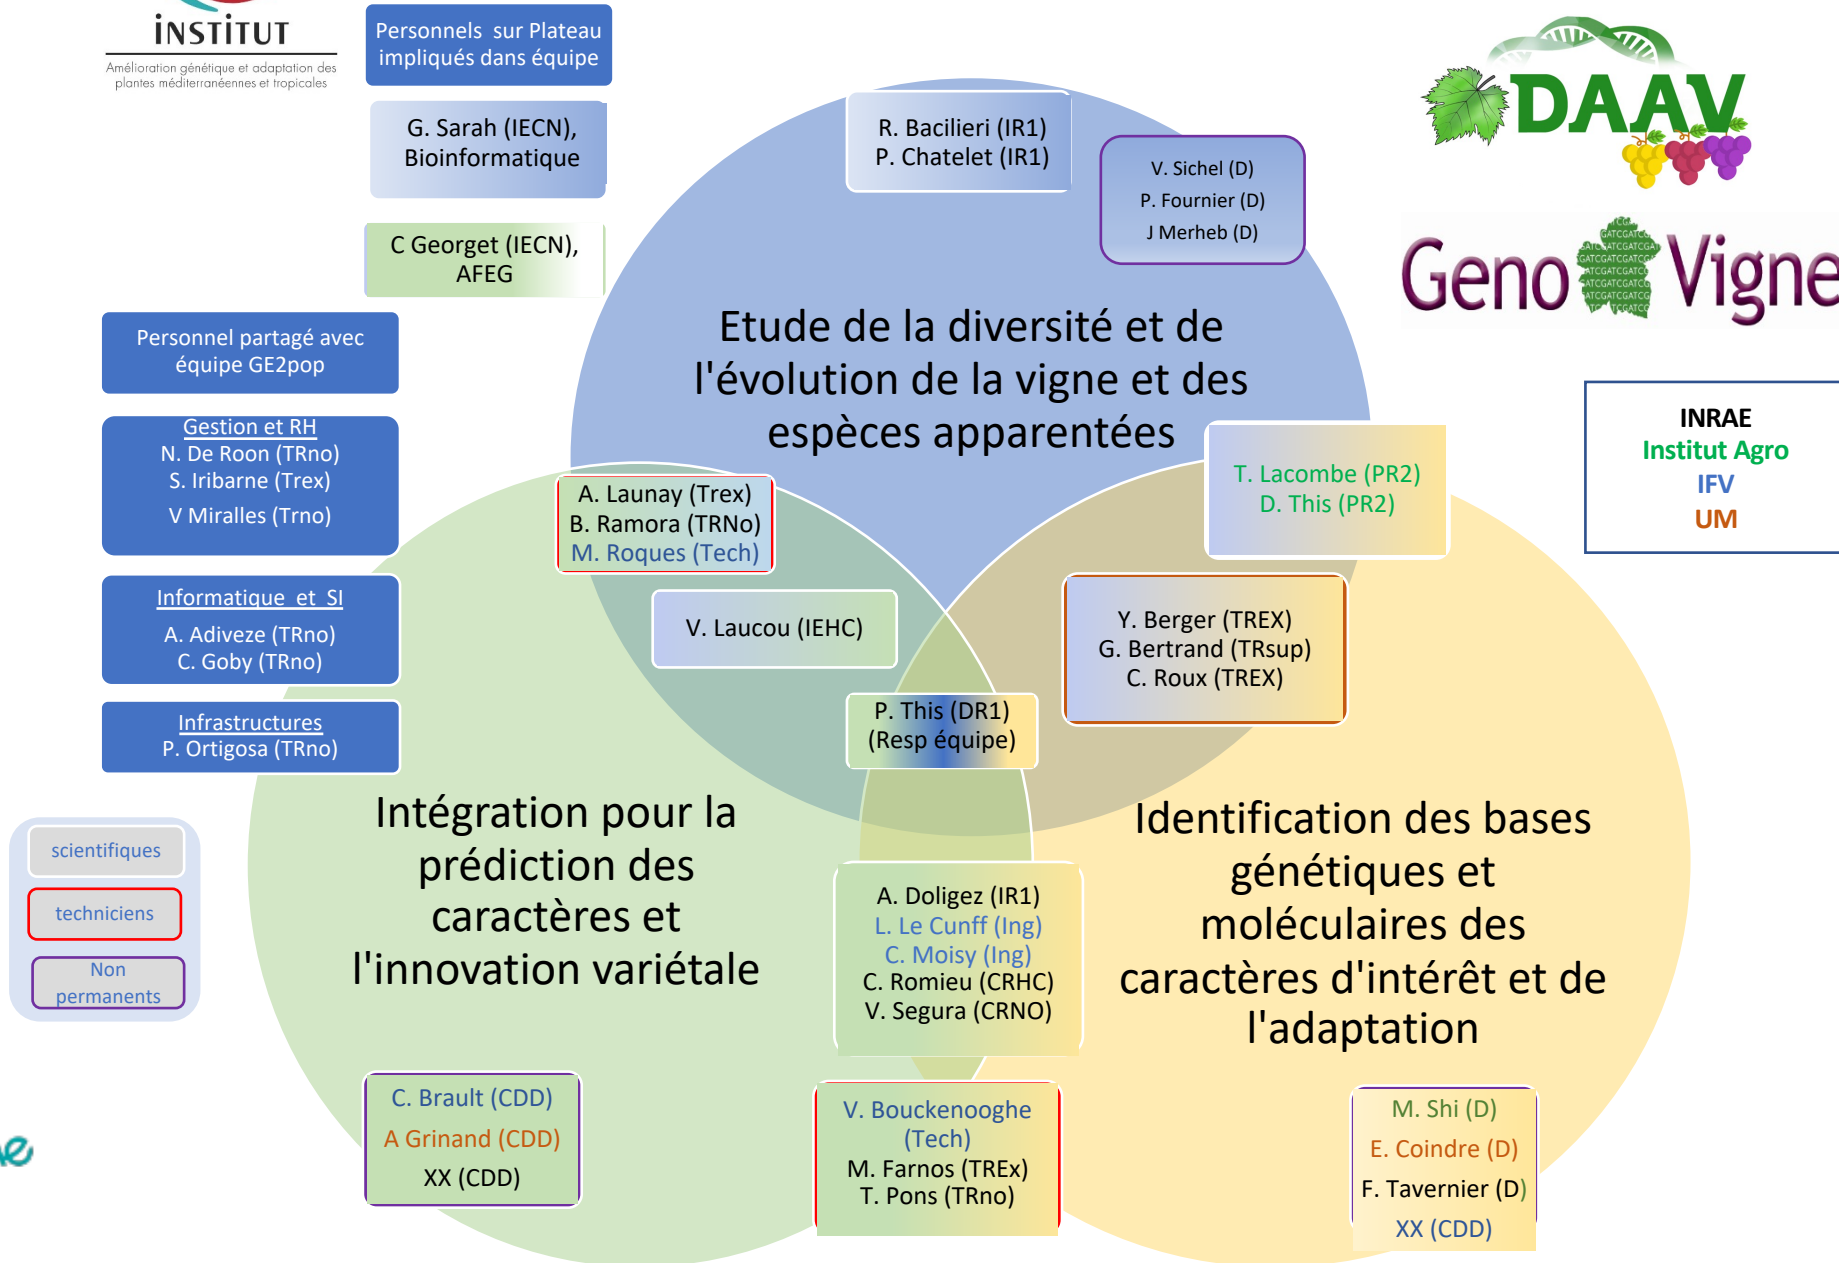 iNSTiTUT
Amélioration génétique et adaptation des
plantes méditerranéennes et tropicales
Personnels sur Plateau
impliqués dans équipe
G. Sarah (IECN),
Bioinformatique
C Georget (IECN),
AFEG
Personnel partagé avec
équipe GE2pop
Gestion et RH
N. De Roon (TRno)
S. Iribarne (Trex)
V Miralles (Trno)
Informatique et SI
A. Adiveze (TRno)
C. Goby (TRno)
Infrastructures
P. Ortigosa (TRno)
scientifiques
techniciens
Non
permanents
R. Bacilieri (IR1)
P. Chatelet (IR1)
V. Sichel (D)
P. Fournier (D)
J Merheb (D)
Etude de la diversité et de
l'évolution de la vigne et des
espèces apparentées
A. Launay (Trex)
B. Ramora (TRNo)
M. Roques (Tech)
V. Laucou (IEHC)
T. Lacombe (PR2)
D. This (PR2)
Y. Berger (TREX)
G. Bertrand (TRsup)
C. Roux (TREX)
P. This (DR1)
(Resp équipe)
Intégration pour la
prédiction des
caractères et
l'innovation variétale
A. Doligez (IR1)
L. Le Cunff (Ing)
C. Moisy (Ing)
C. Romieu (CRHC)
V. Segura (CRNO)
Identification des bases
génétiques et
moléculaires des
caractères d'intérêt et de
l'adaptation
C. Brault (CDD)
A Grinand (CDD)
XX (CDD)
V. Bouckenooghe
(Tech)
M. Farnos (TREx)
T. Pons (TRno)
M. Shi (D)
E. Coindre (D)
F. Tavernier (D)
XX (CDD)
DAAV
Geno Vigne
INRAE
Institut Agro
IFV
UM